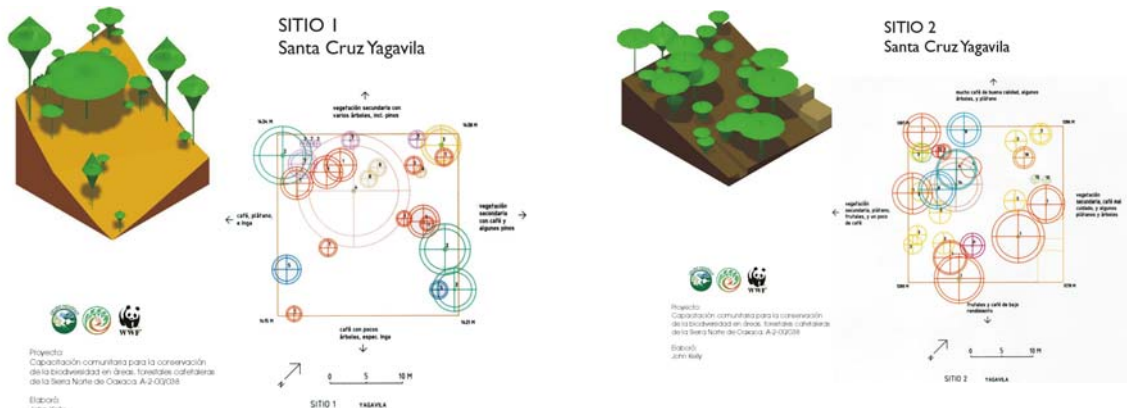 SITIO 1
Santa Cruz Yagavila
vegetación secundaria con
varios árboles, incl. pinos
café, plátano,
e inga
vegetación
secundaria
con café y
algunos pinos
café con pocos
árboles, esper. inga
WWF
Proyecto:
Capacitación comunitaria para la conservación
de la biodiversidad en áreas, forestales cafetaleras
de la Sierra Norte de Oaxaca. A-2-00/038
Elaboró:
0 5 10 M
SITIO 1 YAGAVILA
SITIO 2
Santa Cruz Yagavila
mucho café de buena calidad, algunos
árboles, y plátano
vegetación
secundaria, plátano,
frutales, y un poco
de café
vegetación
secundaria, café mal
cuidado, y algunos
plátanos y árboles
frutales y café de bajo
rendimiento
WWF
Proyecto:
Capacitación comunitaria para la conservación
de la biodiversidad en áreas, forestales cafetaleras
de la Sierra Norte de Oaxaca. A-2-00/038
Elaboró:
John Kelly
0 5 10 M
SITIO 2 YAGAVILA